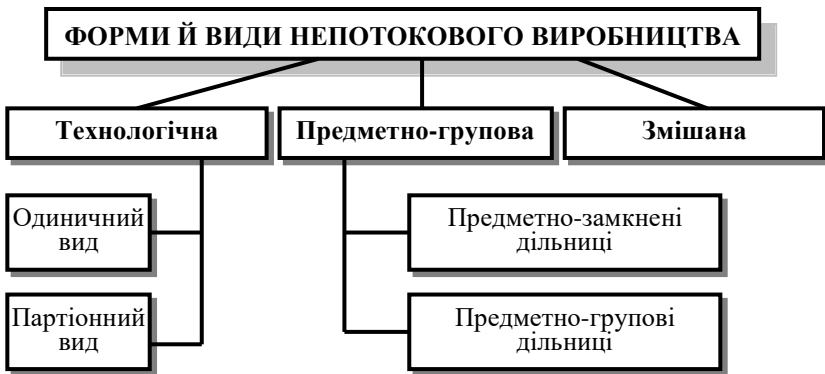 ФОРМИ Й ВИДИ НЕПОТОКОВОГО ВИРОБНИЦТВА
Технологічна
Предметно-групова
Змішана
Одиничний
вид
Предметно-замкнені
дільниці
Партіонний
вид
Предметно-групові
дільниці